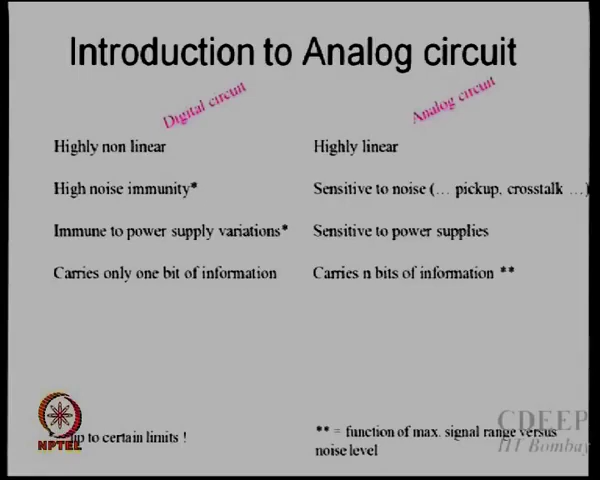 Introduction to Analog circuit
Digital circuit
Analog circuit
Highly non linear
Highly linear
High noise immunity*
Sensitive to noise (... pickup, crosstalk ...)
Immune to power supply variations*
Sensitive to power supplies
Carries only one bit of information
Carries n bits of information **
up to certain limits !
** = function of max. signal range versus
noise level
NPTEL
CDEEP
IIT Bombay